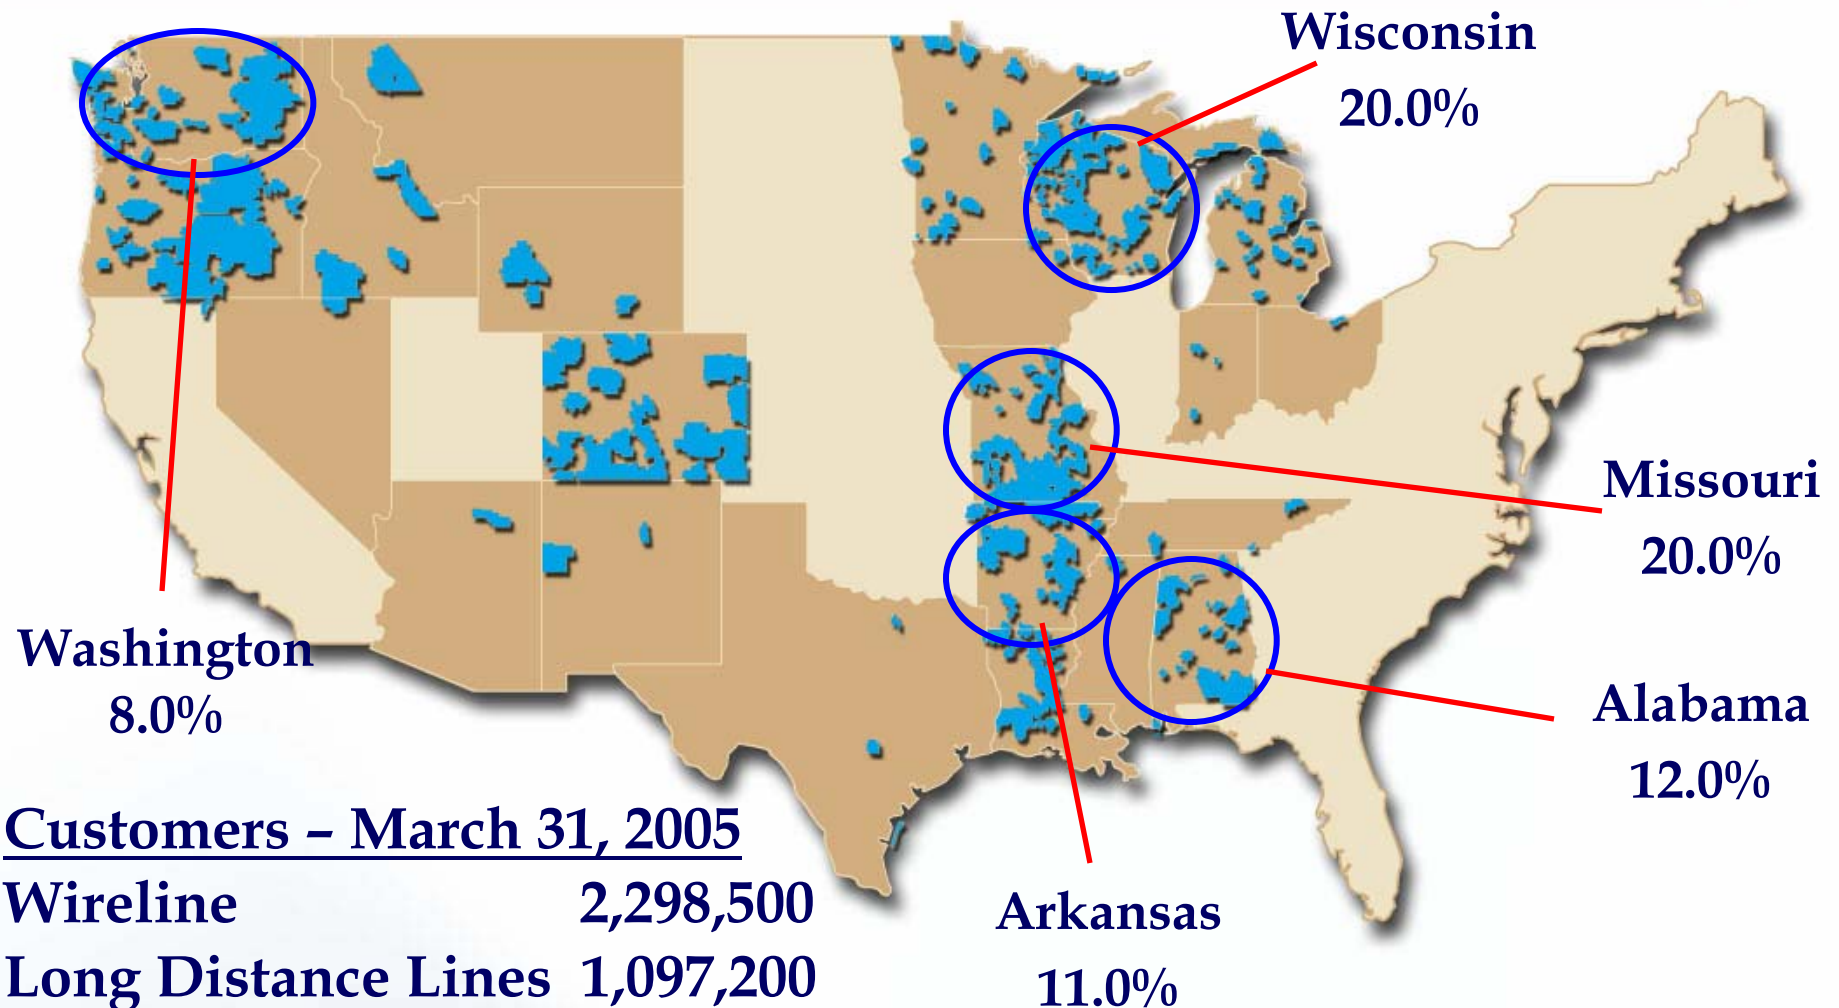 Wisconsin
20.0%
Missouri
20.0%
Washington
8.0%
Alabama
12.0%
Customers – March 31, 2005
Wireline 2,298,500
Long Distance Lines 1,097,200
Arkansas
11.0%